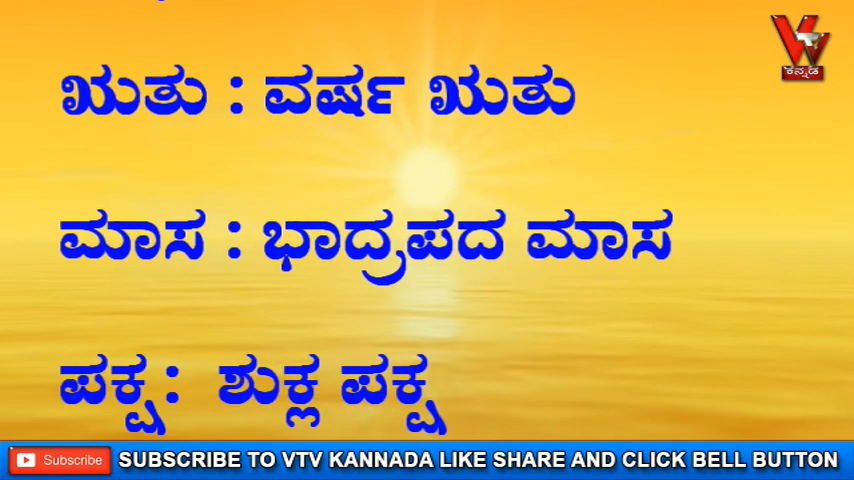 ಕನ್ನಡ
ಋತು : ವರ್ಷ ಋತು
ಮಾಸ : ಭಾದ್ರಪದ ಮಾಸ
ಪಕ್ಷ : ಶುಕ್ಲ ಪಕ್ಷ
Subscribe SUBSCRIBE TO VTV KANNADA LIKE SHARE AND CLICK BELL BUTTON